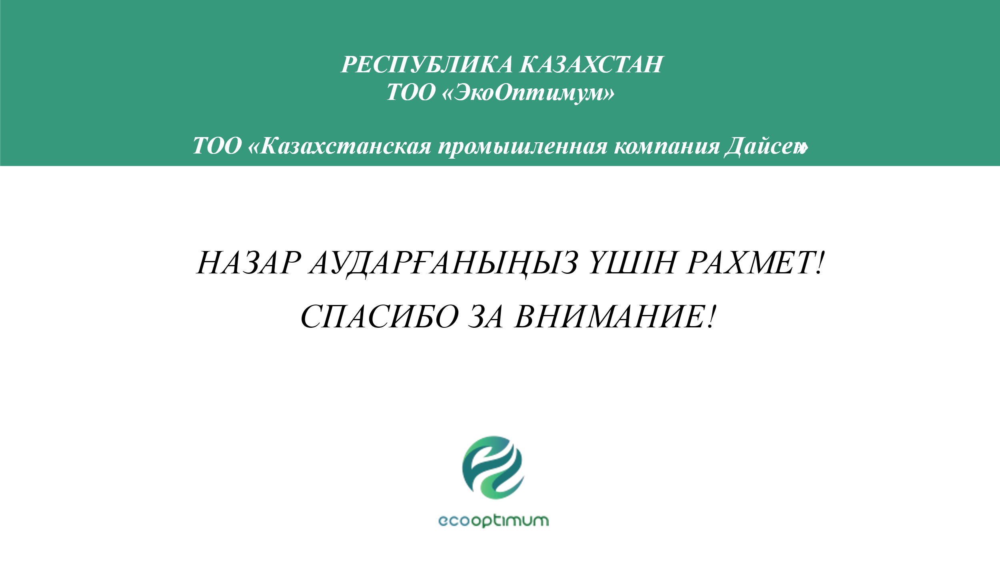 РЕСПУБЛИКА КАЗАХСТАН
ТОО «ЭкоОптимум»
ТОО «Казахстанская промышленная компания Дайсен»
НАЗАР АУДАРҒАНЫҢЫЗ ҮШІН РАХМЕТ!
СПАСИБО ЗА ВНИМАНИЕ!
ecooptimum